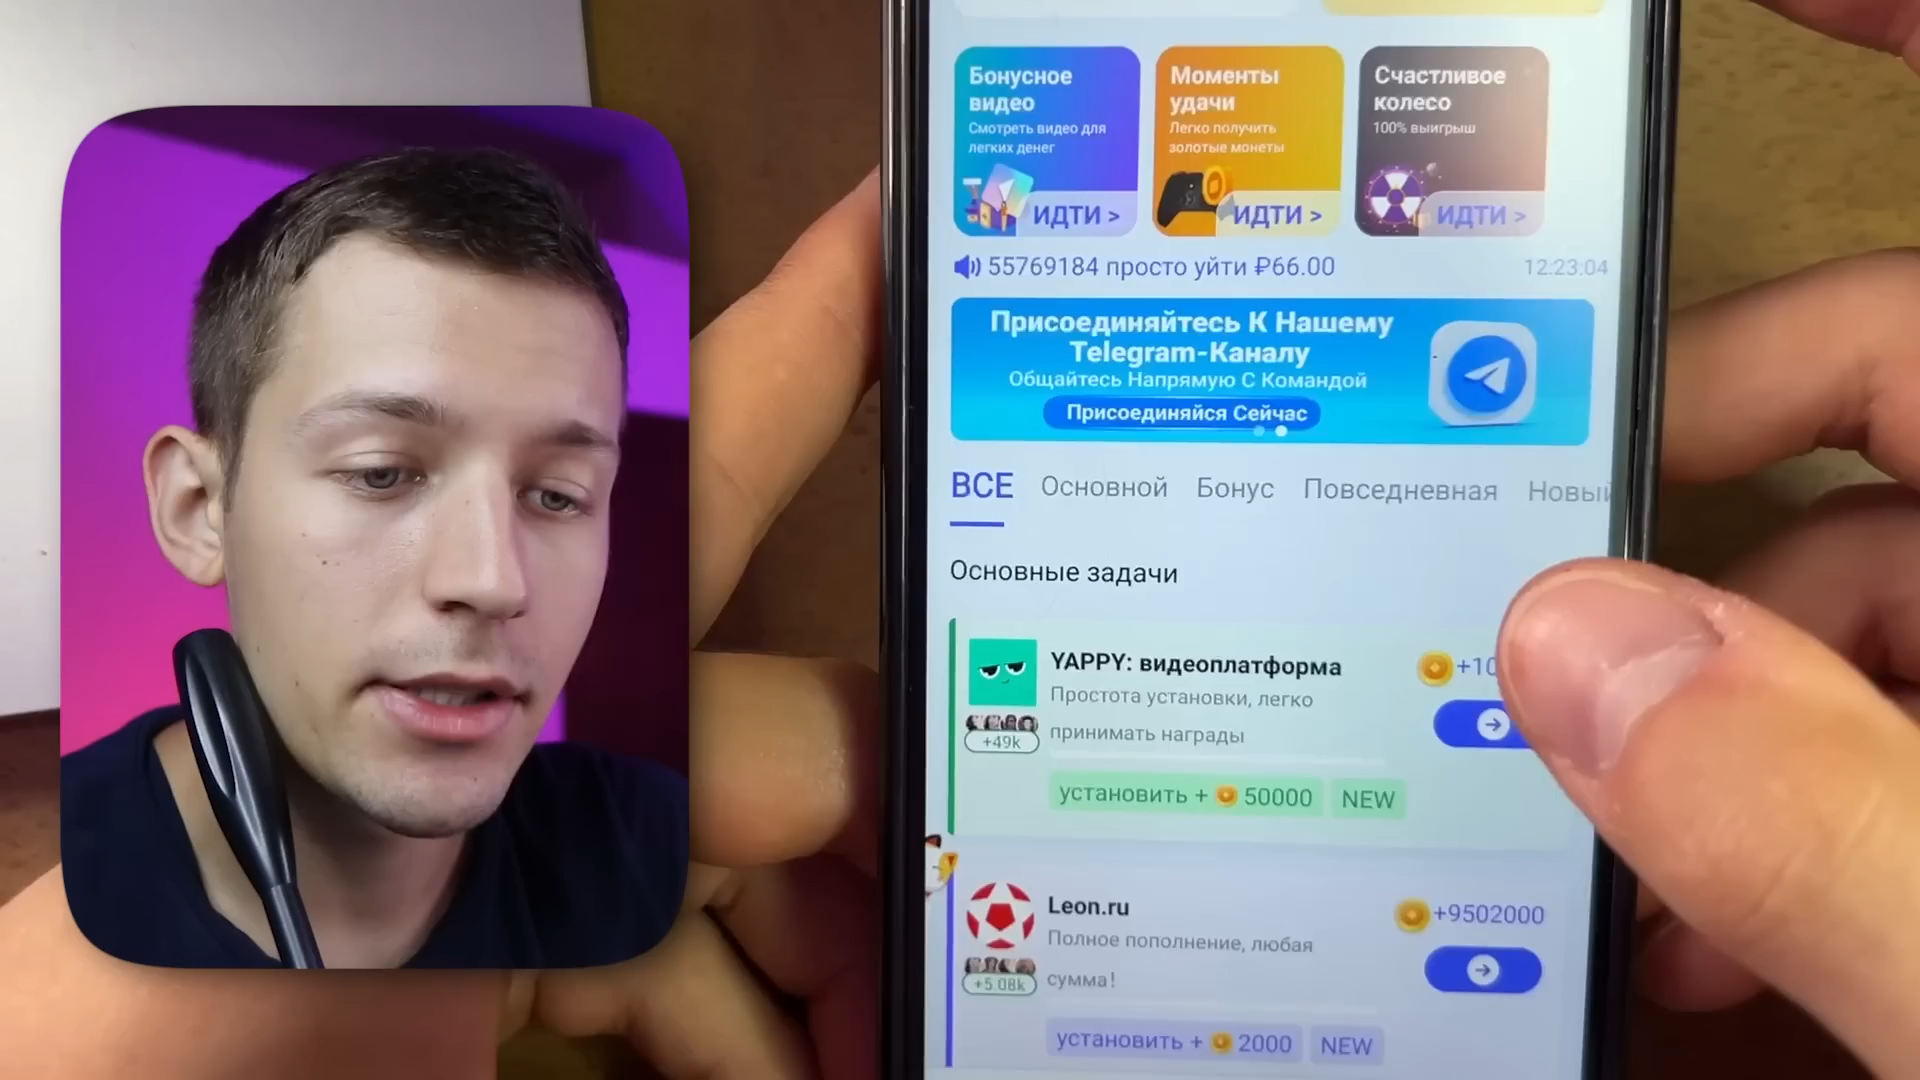 Бонусное
видео
Смотреть видео для
легких денег
ИДТИ >
Моменты
удачи
Легко получить
золотые монеты
ИДТИ >
Счастливое
колесо
100% выигрыш
ИДТИ >
55769184 просто уйти ₽66.00
12:23:04
Присоединяйтесь К Нашему
Telegram-Каналу
Общайтесь Напрямую С Командой
Присоединяйся Сейчас
ВСЕ Основной Бонус Повседневная Новый
Основные задачи
YAPPY: видеоплатформа
+10
Простота установки, легко
принимать награды
+49k
установить + 50000 NEW
Leon.ru
+9502000
Полное пополнение, любая
сумма!
+5.08k
установить + 2000 NEW